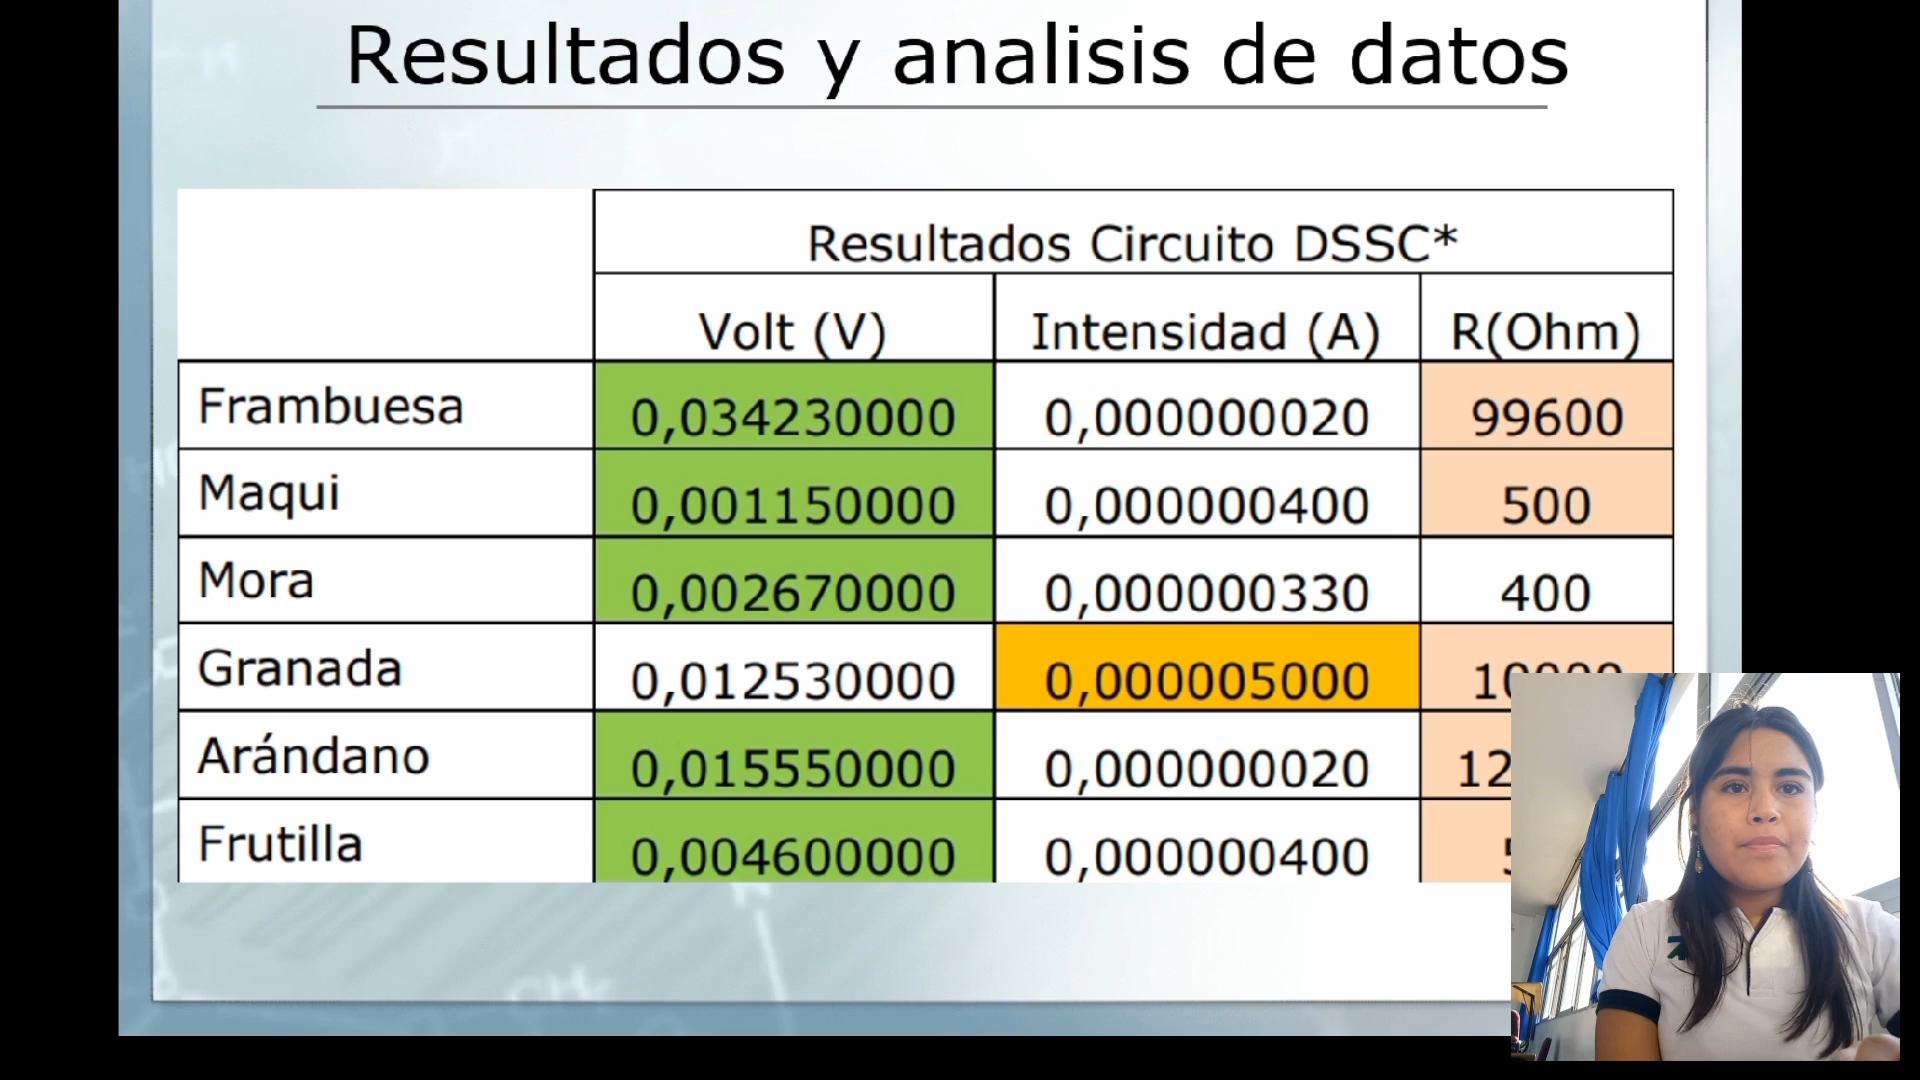 Resultados y analisis de datos
Resultados Circuito DSSC*
Volt (V) Intensidad (A) R(Ohm)
Frambuesa 0,034230000 0,000000020 99600
Maqui 0,001150000 0,000000400 500
Mora 0,002670000 0,000000330 400
Granada 0,012530000 0,000005000
Arándano 0,015550000 0,000000020
Frutilla 0,004600000 0,000000400